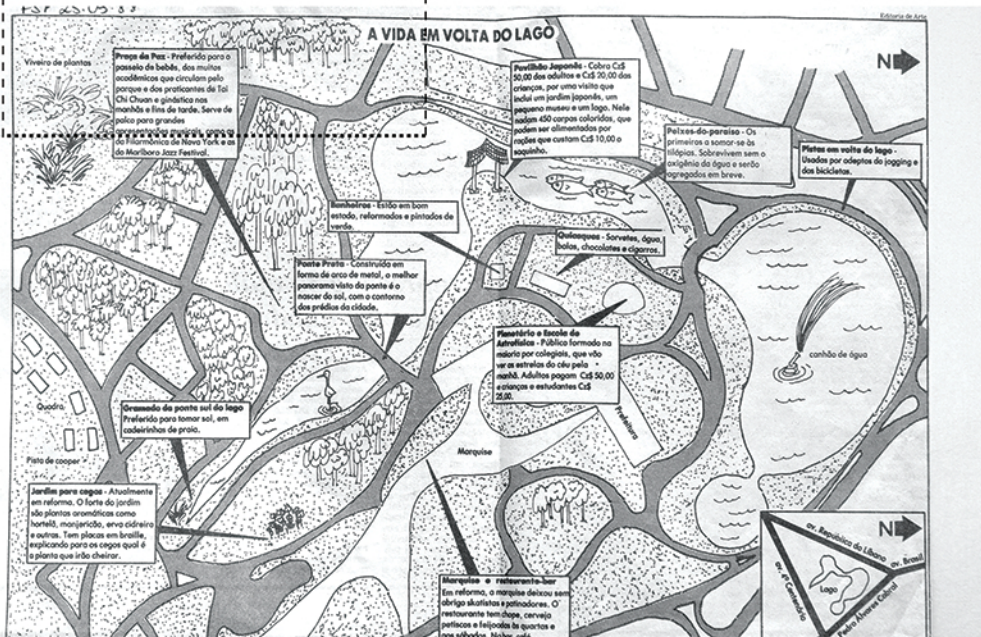 FSP 25-09-88
Editoria de Arte
A VIDA EM VOLTA DO LAGO
N
Viveiro de plantas
Praça da Paz - Preferido para o
passeio de bebês, dos muitos
acadêmicos que circulam pelo
parque e dos praticantes de Tai
Chi Chuan e ginástica nas
manhãs e fins de tarde. Serve de
palco para grandes
apresentações musicais, como as
da Filarmônica de Nova York e as
do Marlboro Jazz Festival.
Pavilhão Japonês - Cobra Cz$
50,00 dos adultos e Cz$ 20,00 das
crianças, por uma visita que
inclui um jardim japonês, um
pequeno museu e um lago. Nele
nadam 450 carpas coloridas, que
podem ser alimentadas por
rações que custam Cz$ 10,00 o
saquinho.
Peixes-do-paraíso - Os
primeiros a somar-se às
tilápias. Sobrevivem sem o
oxigênio da água e serão
agregados em breve.
Pistas em volta do lago -
Usadas por adeptos do jogging e
das bicicletas.
Banheiros - Estão em bom
estado, reformados e pintados de
verde.
Quiosques - Sorvetes, água,
balas, chocolates e cigarros.
Ponte Preta - Construída em
forma de arco de metal, o melhor
panorama visto da ponte é o
nascer do sol, com o contorno
dos prédios da cidade.
Planetário e Escola de
Astrofísica - Público formado na
maioria por colegiais, que vão
ver as estrelas do céu pela
manhã. Adultos pagam Cz$ 50,00
e crianças e estudantes Cz$
25,00.
canhão de água
Quadra
Gramado da ponta sul do lago
Preferido para tomar sol, em
cadeirinhas de praia.
Prefeitura
Marquise
Pista de cooper
Jardim para cegos - Atualmente
em reforma. O forte do jardim
são plantas aromáticas como
hortelã, manjericão, erva cidreira
e outras. Tem placas em braille,
explicando para os cegos qual é
a planta que irão cheirar.
Marquise e restaurante-bar
Em reforma, a marquise deixou sem
abrigo skatistas e patinadores. O
restaurante tem chope, cerveja
petiscos e feijoadas às quartas e
aos sábados.
N
av. República do Líbano
av. Brasil
av. 4º Centenário
Lago
Pedro Álvares Cabral